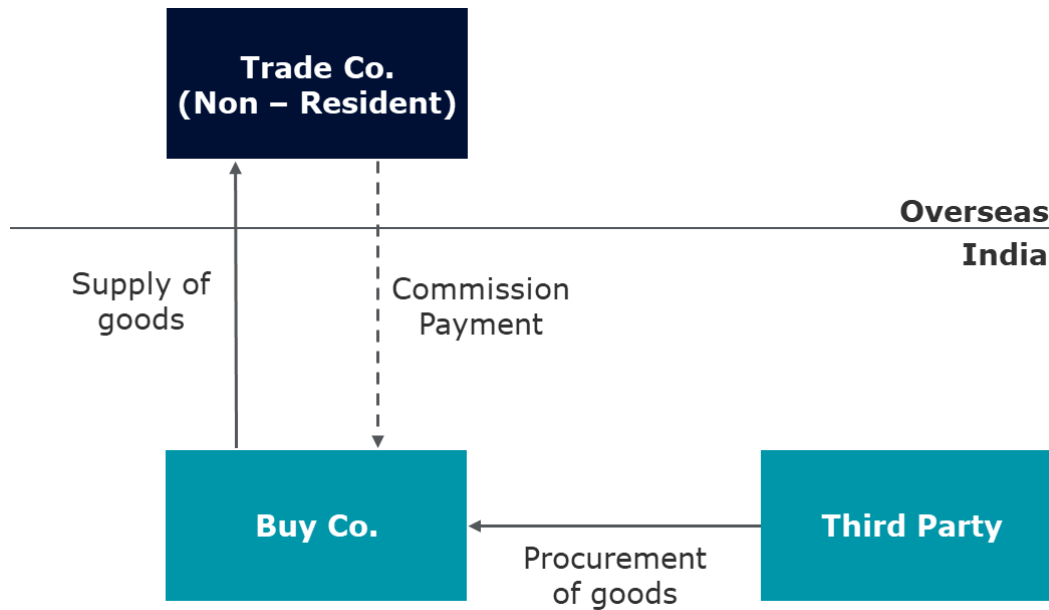 Trade Co.
(Non – Resident)
Overseas
India
Supply of
goods
Commission
Payment
Buy Co.
Third Party
Procurement
of goods